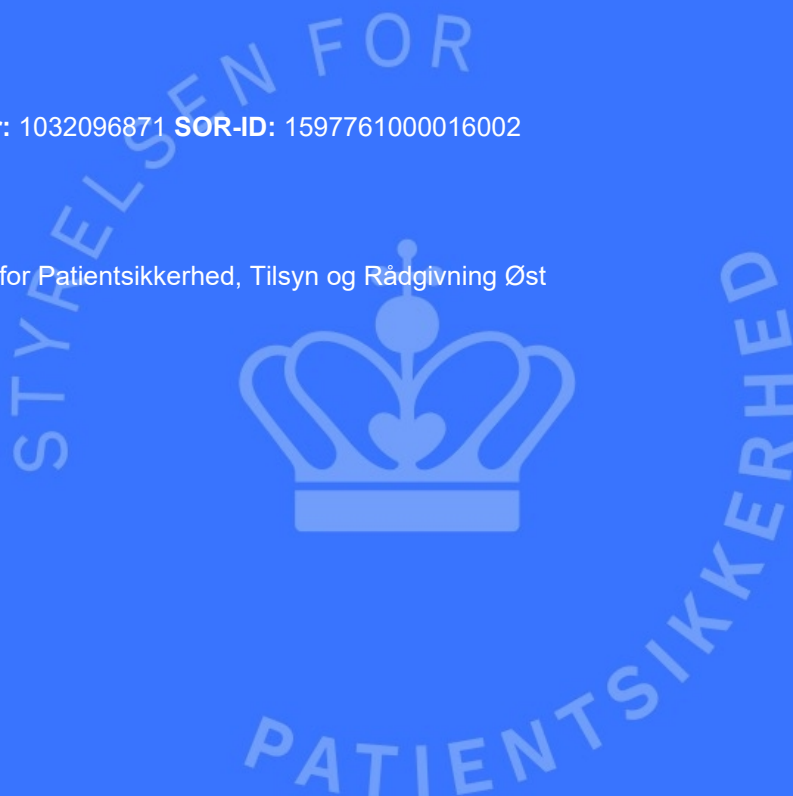 STYRELSEN FOR
: 1032096871 SOR-ID: 1597761000016002
for Patientsikkerhed, Tilsyn og Rådgivning Øst
PATIENTSIKKERHED